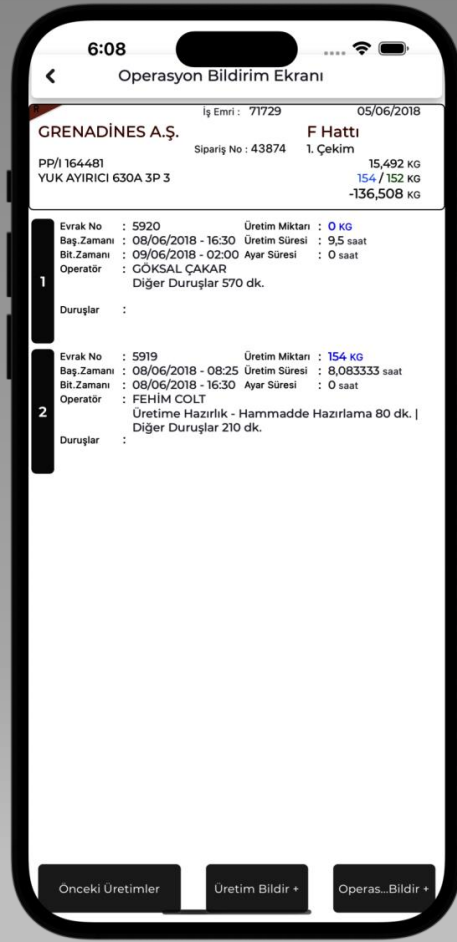 6:08
Operasyon Bildirim Ekranı
İş Emri : 71729 05/06/2018
GRENADİNES A.Ş. F Hattı
Sipariş No : 43874 1. Çekim
PP/I 164481 15,492 KG
YUK AYIRICI 630A 3P 3 154 / 152 KG
-136,508 KG
1
Evrak No : 5920 Üretim Miktarı : 0 KG
Baş.Zamanı : 08/06/2018 - 16:30 Üretim Süresi : 9,5 saat
Bit.Zamanı : 09/06/2018 - 02:00 Ayar Süresi : 0 saat
Operatör : GÖKSAL ÇAKAR
Diğer Duruşlar 570 dk.
Duruşlar :
2
Evrak No : 5919 Üretim Miktarı : 154 KG
Baş.Zamanı : 08/06/2018 - 08:25 Üretim Süresi : 8,083333 saat
Bit.Zamanı : 08/06/2018 - 16:30 Ayar Süresi : 0 saat
Operatör : FEHİM COLT
Üretime Hazırlık - Hammadde Hazırlama 80 dk. |
Diğer Duruşlar 210 dk.
Duruşlar :
Önceki Üretimler Üretim Bildir + Operas...Bildir +